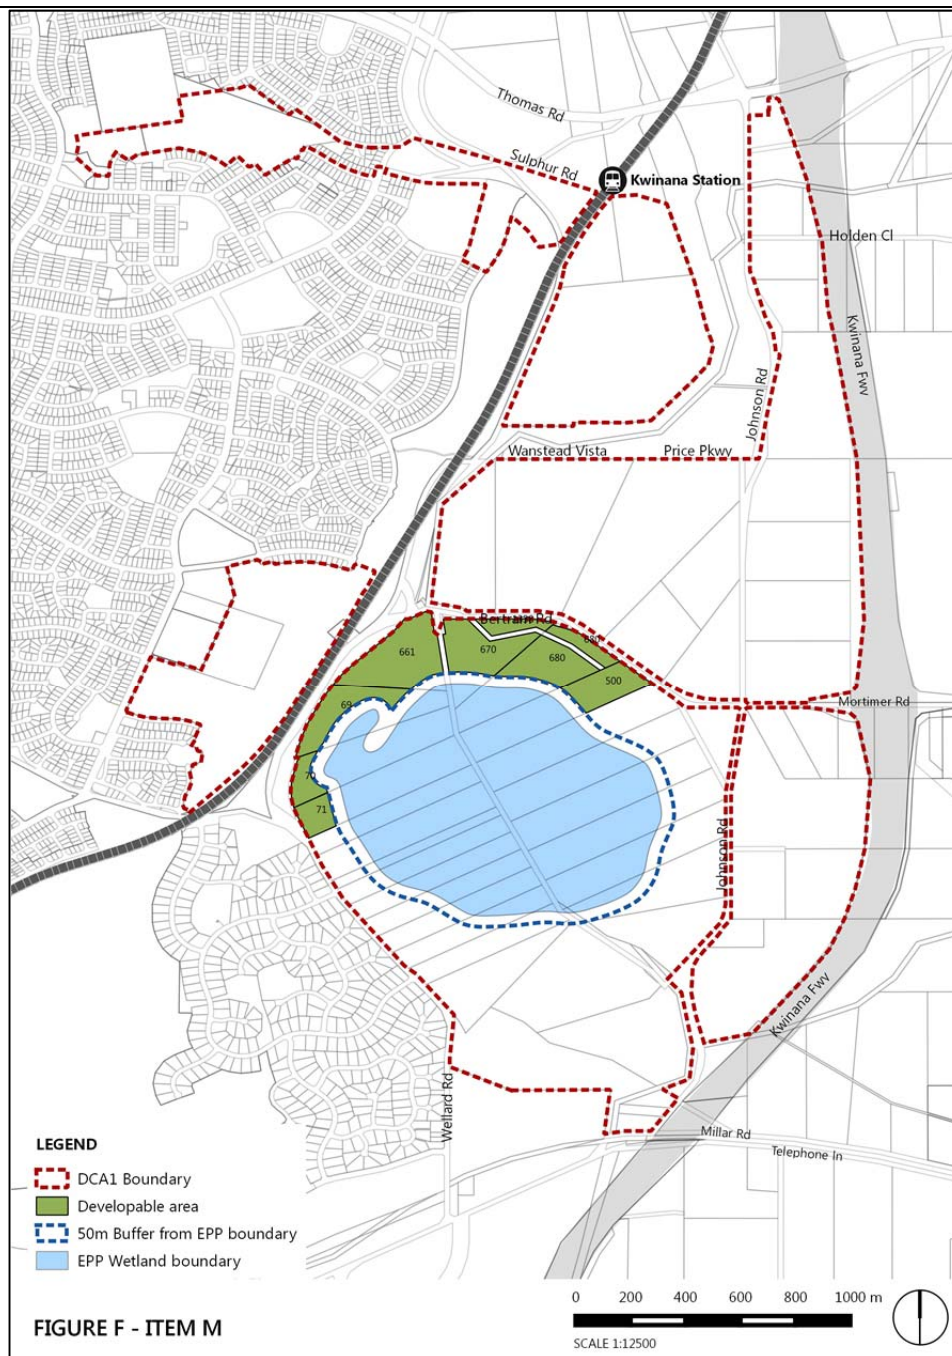 Thomas Rd
Sulphur Rd
Kwinana Station
Holden Cl
Kwinana Fwy
Johnson Rd
Wanstead Vista
Price Pkwy
Bertram Rd
661
670
680
500
69
Mortimer Rd
70
71
Johnson Rd
Kwinana Fwy
Wellard Rd
Millar Rd
Telephone ln
LEGEND
DCA1 Boundary
Developable area
50m Buffer from EPP boundary
EPP Wetland boundary
0 200 400 600 800 1000 m
SCALE 1:12500
FIGURE F - ITEM M